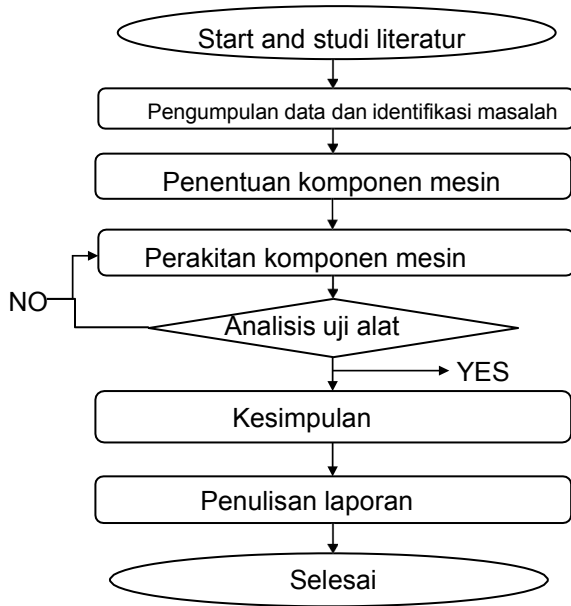 Start and studi literatur
Pengumpulan data dan identifikasi masalah
Penentuan komponen mesin
Perakitan komponen mesin
NO
Analisis uji alat
YES
Kesimpulan
Penulisan laporan
Selesai